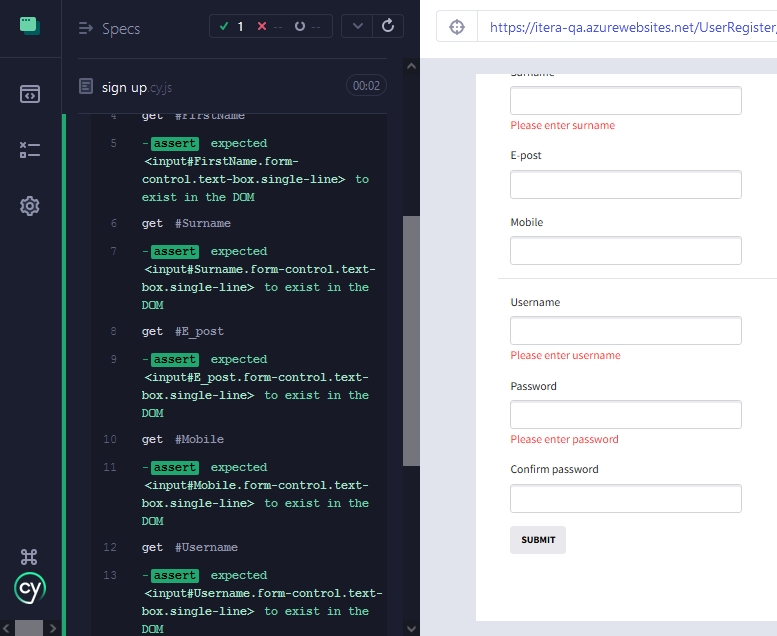 Specs
1 -- --
https://itera-qa.azurewebsites.net/UserRegister/
sign up.cy.js
00:02
4 get #FirstName
5 -assert expected
<input#FirstName.form-
control.text-box.single-line> to
exist in the DOM
6 get #Surname
7 -assert expected
<input#Surname.form-control.text-
box.single-line> to exist in the
DOM
8 get #E_post
9 -assert expected
<input#E_post.form-control.text-
box.single-line> to exist in the
DOM
10 get #Mobile
11 -assert expected
<input#Mobile.form-control.text-
box.single-line> to exist in the
DOM
12 get #Username
13 -assert expected
<input#Username.form-control.text-
box.single-line> to exist in the
DOM
cy
Surname
Please enter surname
E-post
Mobile
Username
Please enter username
Password
Please enter password
Confirm password
SUBMIT